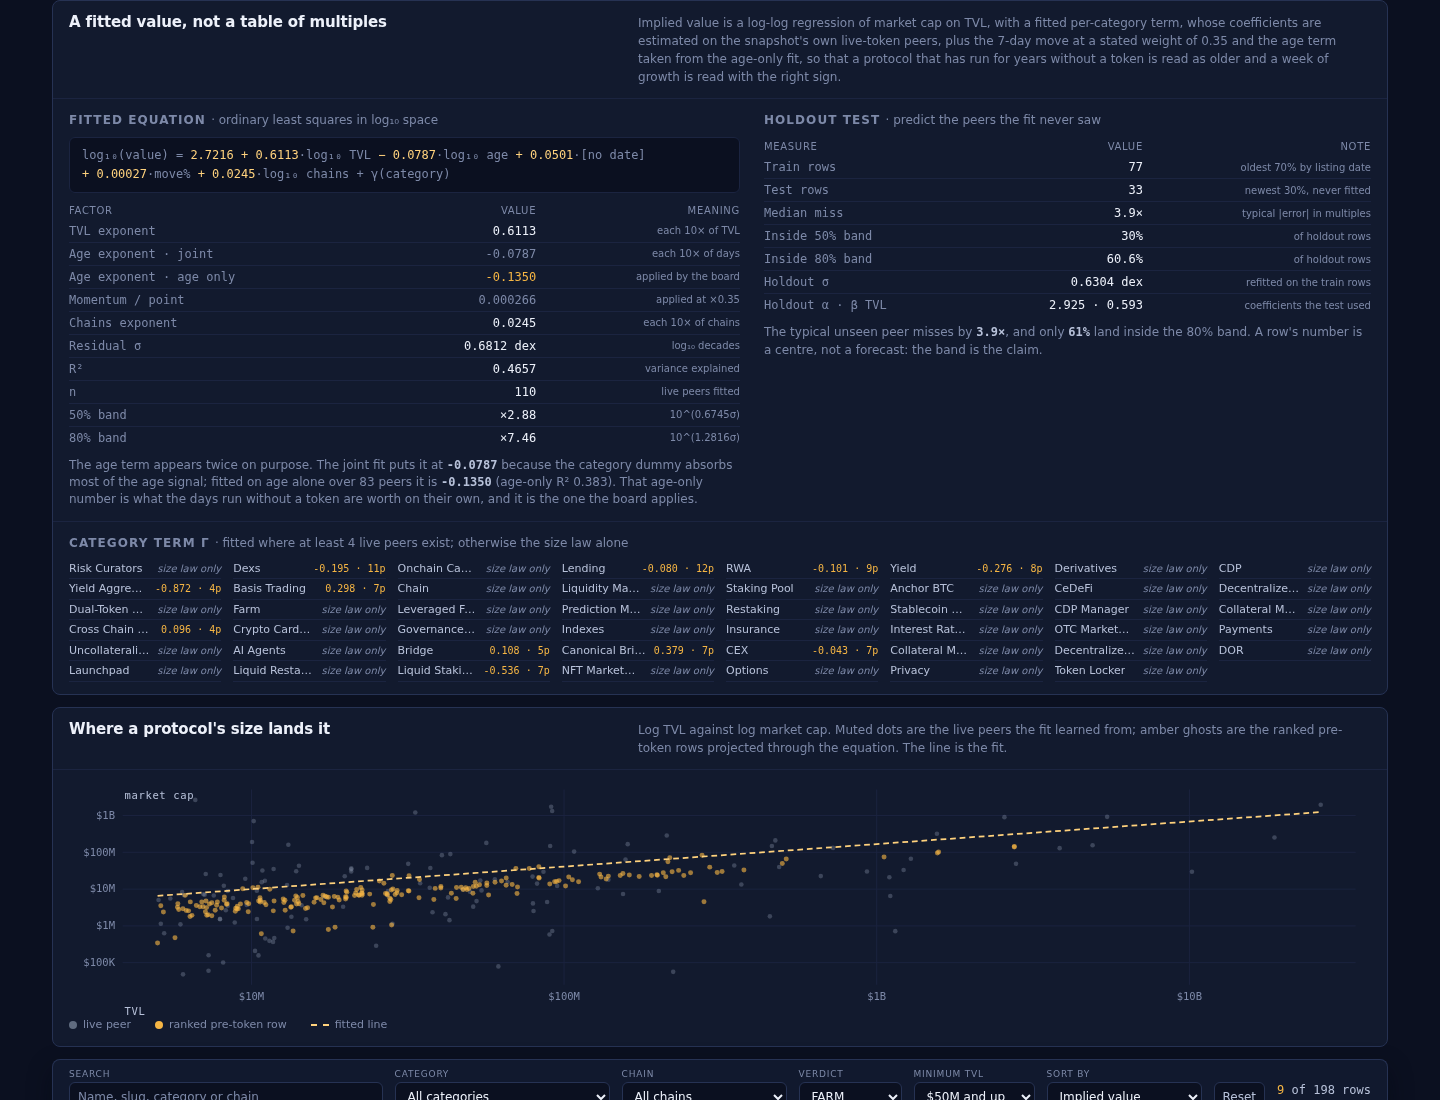 A fitted value, not a table of multiples
Implied value is a log-log regression of market cap on TVL, with a fitted per-category term, whose coefficients are
estimated on the snapshot's own live-token peers, plus the 7-day move at a stated weight of 0.35 and the age term
taken from the age-only fit, so that a protocol that has run for years without a token is read as older and a week of
growth is read with the right sign.
FITTED EQUATION · ordinary least squares in log₁₀ space
log₁₀(value) = 2.7216 + 0.6113·log₁₀ TVL − 0.0787·log₁₀ age + 0.0501·[no date]
+ 0.00027·move% + 0.0245·log₁₀ chains + γ(category)
FACTOR VALUE MEANING
TVL exponent 0.6113 each 10× of TVL
Age exponent · joint -0.0787 each 10× of days
Age exponent · age only -0.1350 applied by the board
Momentum / point 0.000266 applied at ×0.35
Chains exponent 0.0245 each 10× of chains
Residual σ 0.6812 dex log₁₀ decades
R² 0.4657 variance explained
n 110 live peers fitted
50% band ×2.88 10^(0.6745σ)
80% band ×7.46 10^(1.2816σ)
The age term appears twice on purpose. The joint fit puts it at -0.0787 because the category dummy absorbs
most of the age signal; fitted on age alone over 83 peers it is -0.1350 (age-only R² 0.383). That age-only
number is what the days run without a token are worth on their own, and it is the one the board applies.
HOLDOUT TEST · predict the peers the fit never saw
MEASURE VALUE NOTE
Train rows 77 oldest 70% by listing date
Test rows 33 newest 30%, never fitted
Median miss 3.9× typical |error| in multiples
Inside 50% band 30% of holdout rows
Inside 80% band 60.6% of holdout rows
Holdout σ 0.6304 dex refitted on the train rows
Holdout α · β TVL 2.925 · 0.593 coefficients the test used
The typical unseen peer misses by 3.9×, and only 61% land inside the 80% band. A row's number is
a centre, not a forecast: the band is the claim.
CATEGORY TERM Γ · fitted where at least 4 live peers exist; otherwise the size law alone
Risk Curators size law only Dexs -0.195 · 11p Onchain Ca... size law only Lending -0.080 · 12p RWA -0.101 · 9p Yield -0.276 · 8p Derivatives size law only CDP size law only
Yield Aggre... -0.872 · 4p Basis Trading 0.298 · 7p Chain size law only Liquidity Ma... size law only Staking Pool size law only Anchor BTC size law only CeDeFi size law only Decentralize... size law only
Dual-Token ... size law only Farm size law only Leveraged F... size law only Prediction M... size law only Restaking size law only Stablecoin ... size law only CDP Manager size law only Collateral M... size law only
Cross Chain ... 0.096 · 4p Crypto Card... size law only Governance... size law only Indexes size law only Insurance size law only Interest Rat... size law only OTC Market... size law only Payments size law only
Uncollaterali... size law only AI Agents size law only Bridge 0.108 · 5p Canonical Bri... 0.379 · 7p CEX -0.043 · 7p Collateral M... size law only Decentralize... size law only DOR size law only
Launchpad size law only Liquid Resta... size law only Liquid Staki... -0.536 · 7p NFT Market... size law only Options size law only Privacy size law only Token Locker size law only
Where a protocol's size lands it
Log TVL against log market cap. Muted dots are the live peers the fit learned from; amber ghosts are the ranked pre-
token rows projected through the equation. The line is the fit.
market cap
$1B
$100M
$10M
$1M
$100K
$10M $100M $1B $10B
TVL
live peer ranked pre-token row fitted line
SEARCH CATEGORY CHAIN VERDICT MINIMUM TVL SORT BY
Name, slug, category or chain All categories All chains FARM $50M and up Implied value Reset 9 of 198 rows